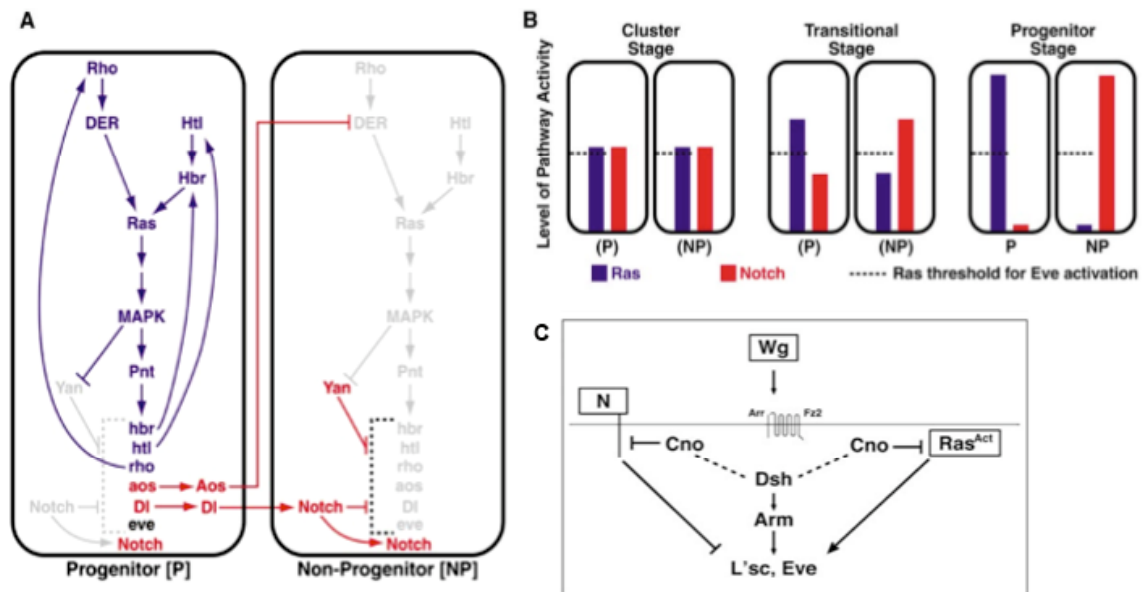 A
Rho
DER
Htl
Hbr
Ras
MAPK
Pnt
Yan
hbr
htl
rho
aos
Aos
Dl
Dl
Notch
eve
Notch
Progenitor [P]
Rho
DER
Htl
Hbr
Ras
MAPK
Pnt
Yan
hbr
htl
rho
aos
Notch
Dl
eve
Notch
Non-Progenitor [NP]
B
Level of Pathway Activity
Cluster
Stage
Transitional
Stage
Progenitor
Stage
(P)
(NP)
(P)
(NP)
P
NP
Ras
Notch
Ras threshold for Eve activation
C
Wg
N
Arr
Fz2
Cno
Cno
Ras^Act
Dsh
Arm
L'sc, Eve